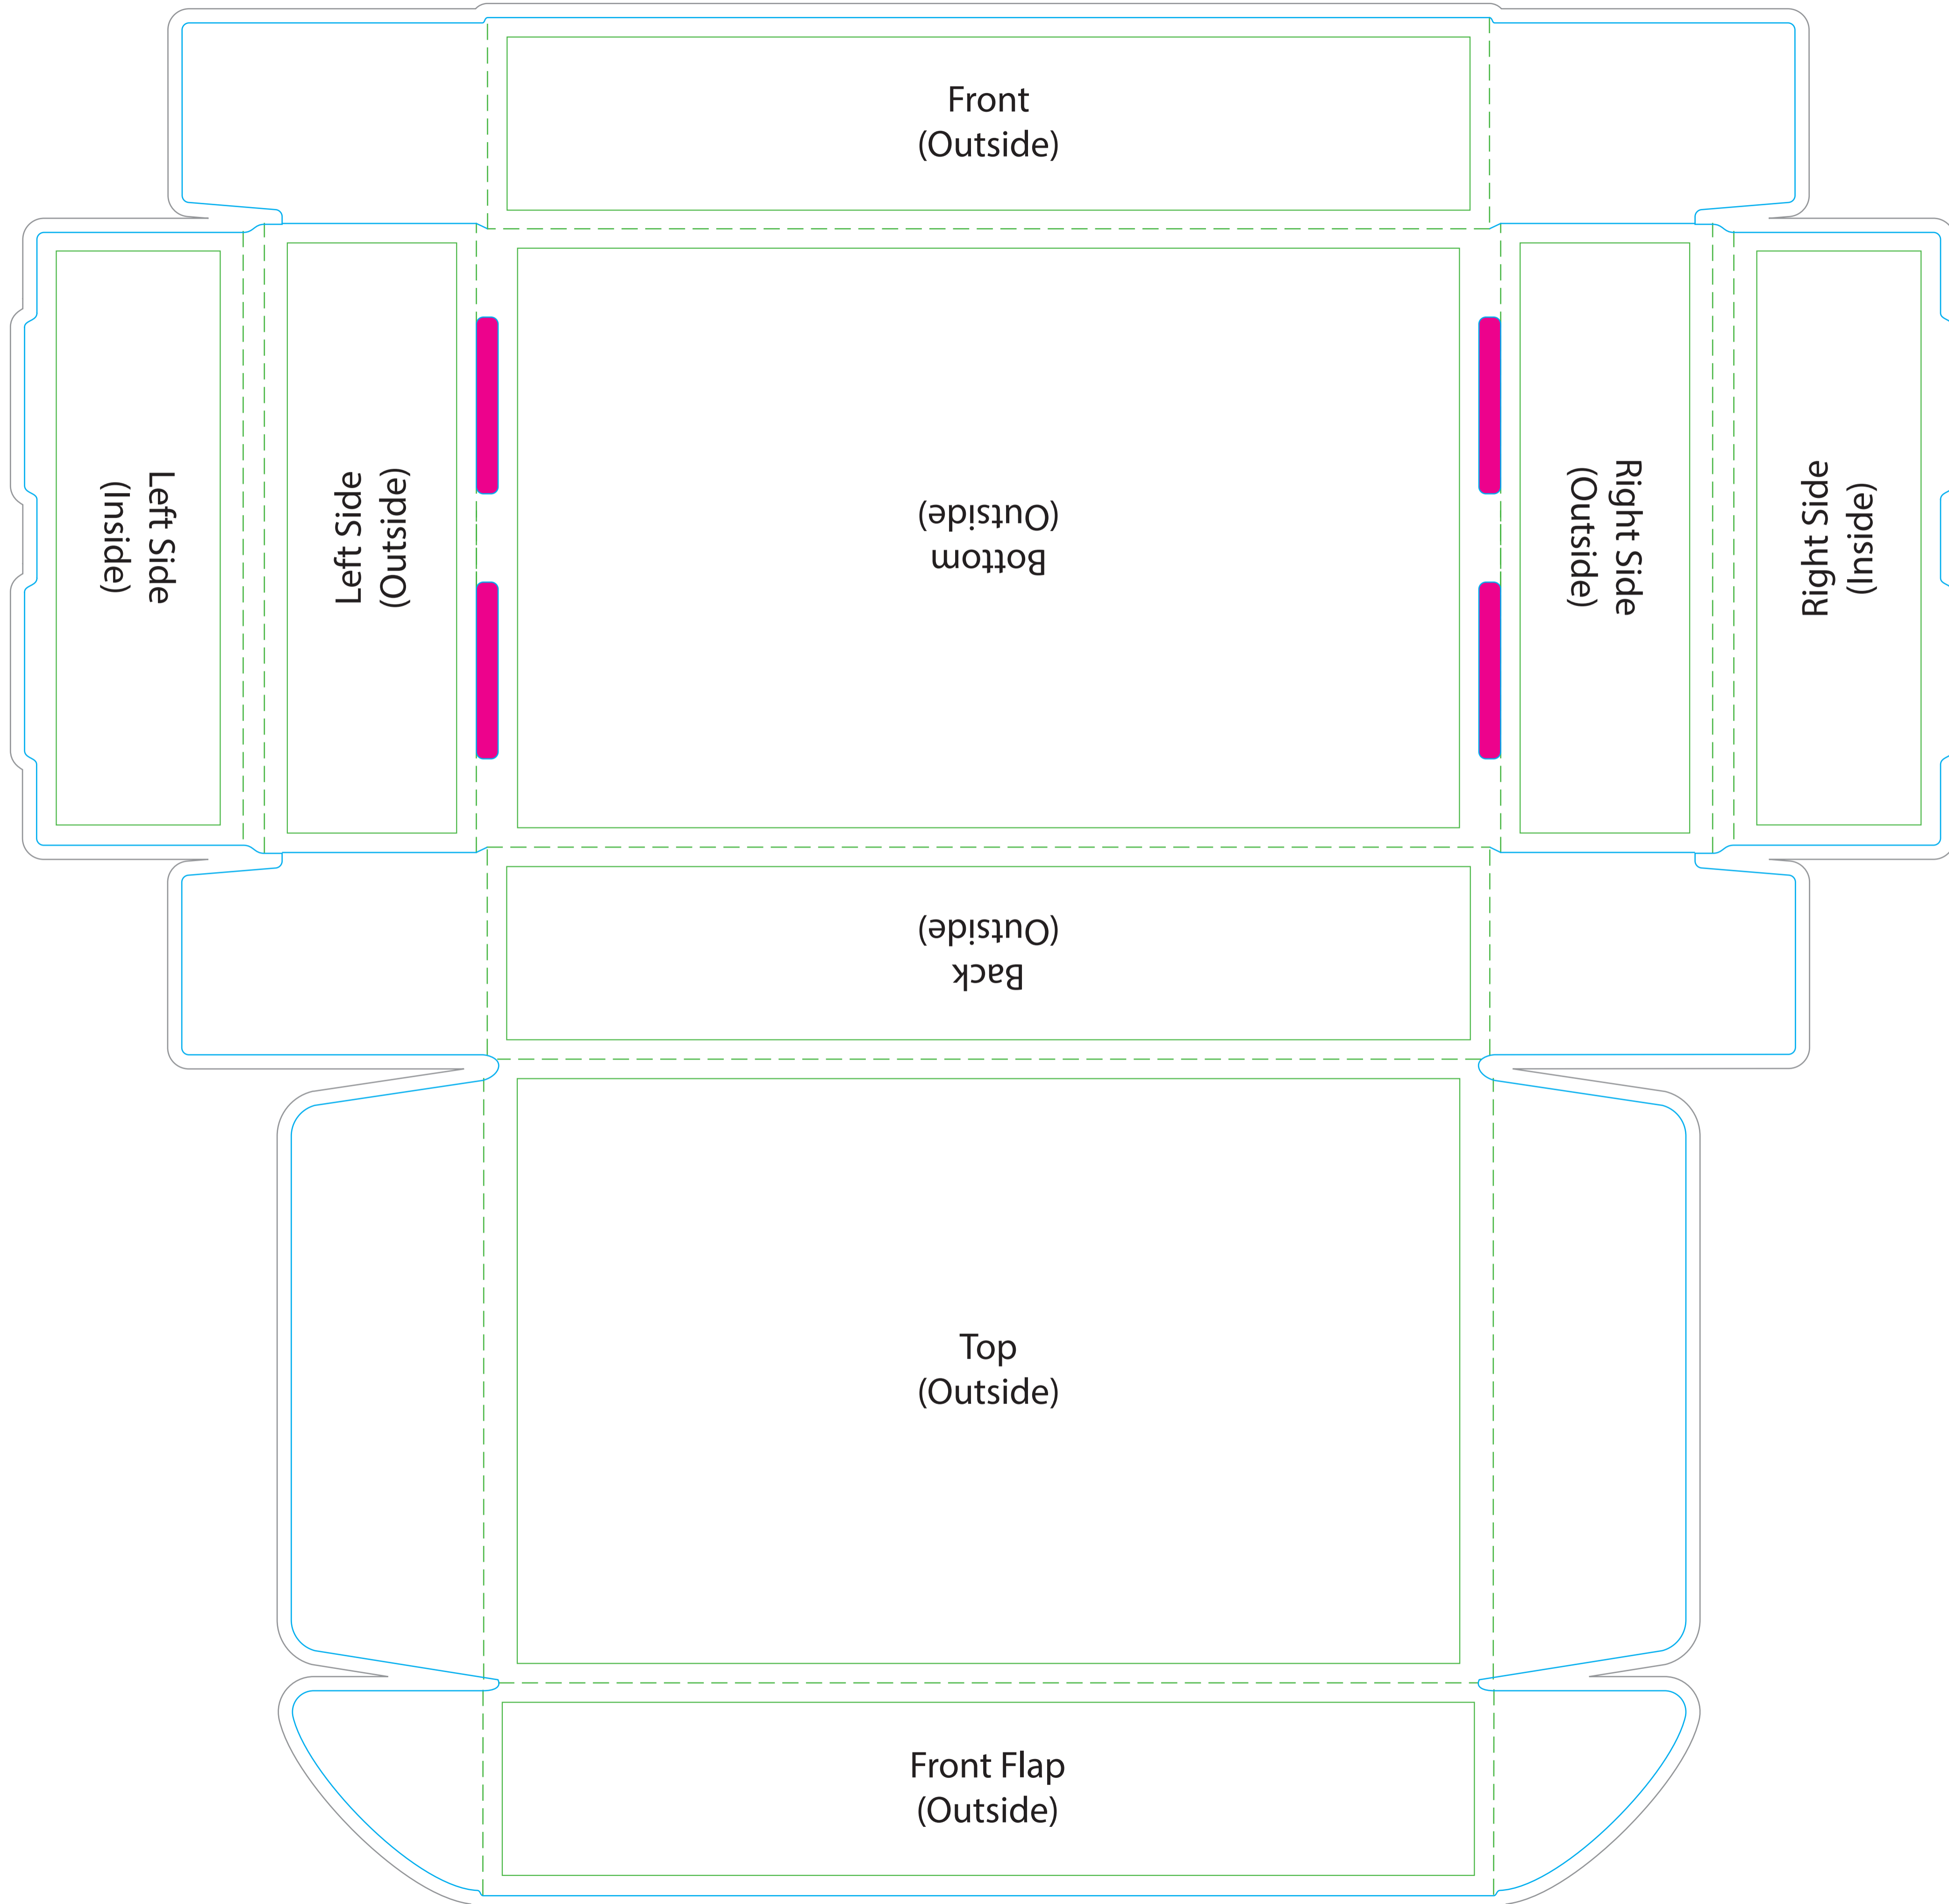 Front
(Outside)
Left Side
(Inside)
Left Side
(Outside)
Bottom
(Outside)
Right Side
(Outside)
Right Side
(Inside)
Back
(Outside)
Top
(Outside)
Front Flap
(Outside)